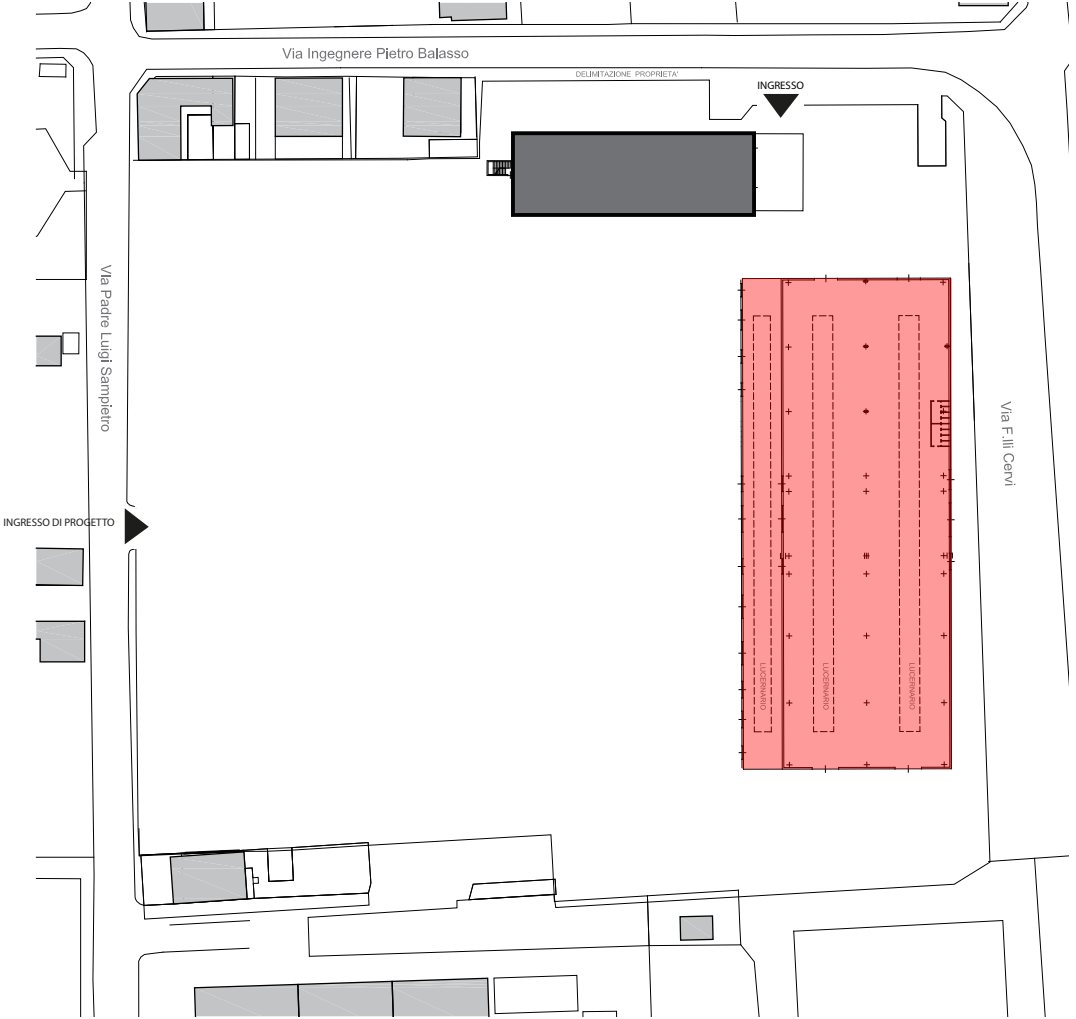 Via Ingegnere Pietro Balasso
DELIMITAZIONE PROPRIETA'
INGRESSO
VIa Padre Luigi Sampietro
Via F.lli Cervi
INGRESSO DI PROGETTO
LUCERNARIO
LUCERNARIO
LUCERNARIO